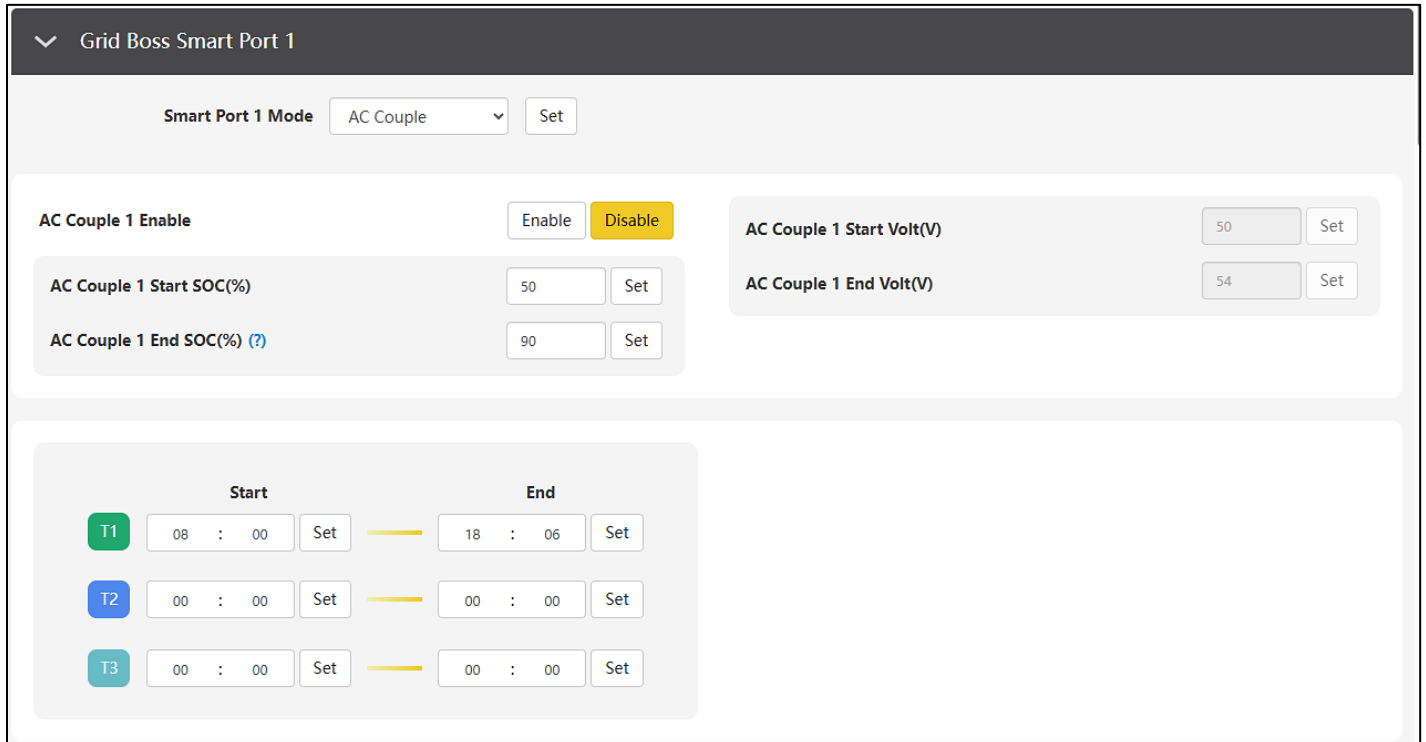 Grid Boss Smart Port 1
Smart Port 1 Mode AC Couple Set
AC Couple 1 Enable Enable Disable
AC Couple 1 Start SOC(%) 50 Set
AC Couple 1 End SOC(%) (?) 90 Set
AC Couple 1 Start Volt(V) 50 Set
AC Couple 1 End Volt(V) 54 Set
Start End
T1 08 : 00 Set 18 : 06 Set
T2 00 : 00 Set 00 : 00 Set
T3 00 : 00 Set 00 : 00 Set